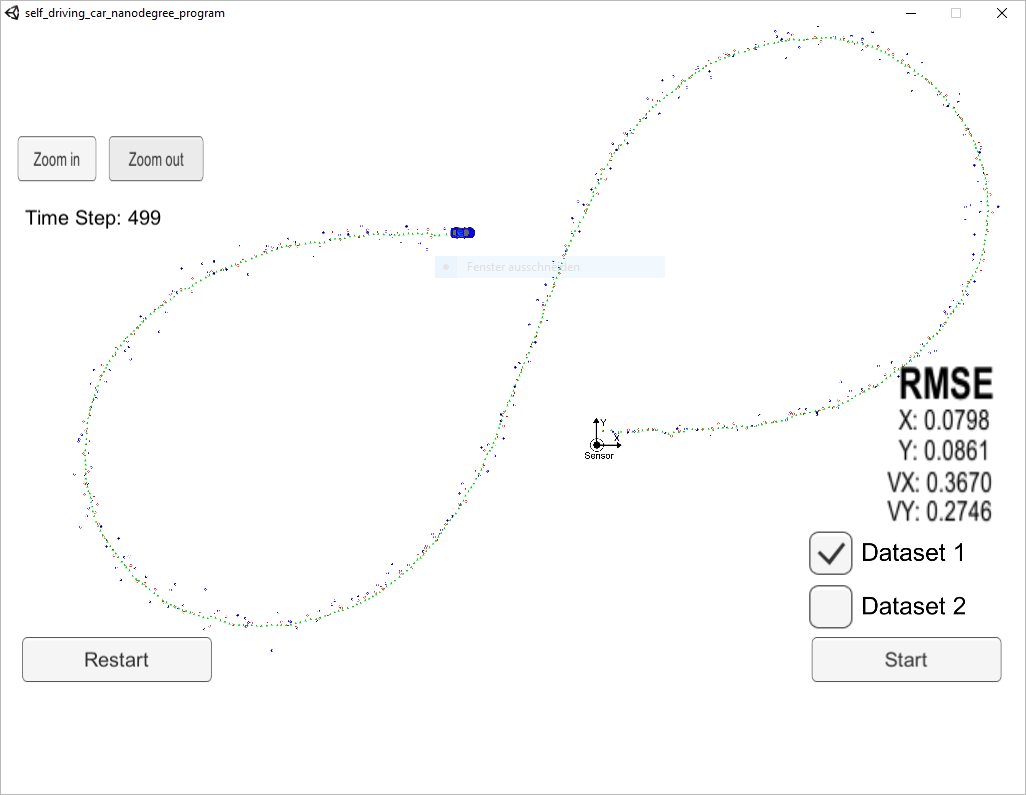 self_driving_car_nanodegree_program
Zoom in
Zoom out
Time Step: 499
Fenster ausschneiden
RMSE
X: 0.0798
Y: 0.0861
VX: 0.3670
VY: 0.2746
Y
X
Sensor
Dataset 1
Dataset 2
Restart
Start